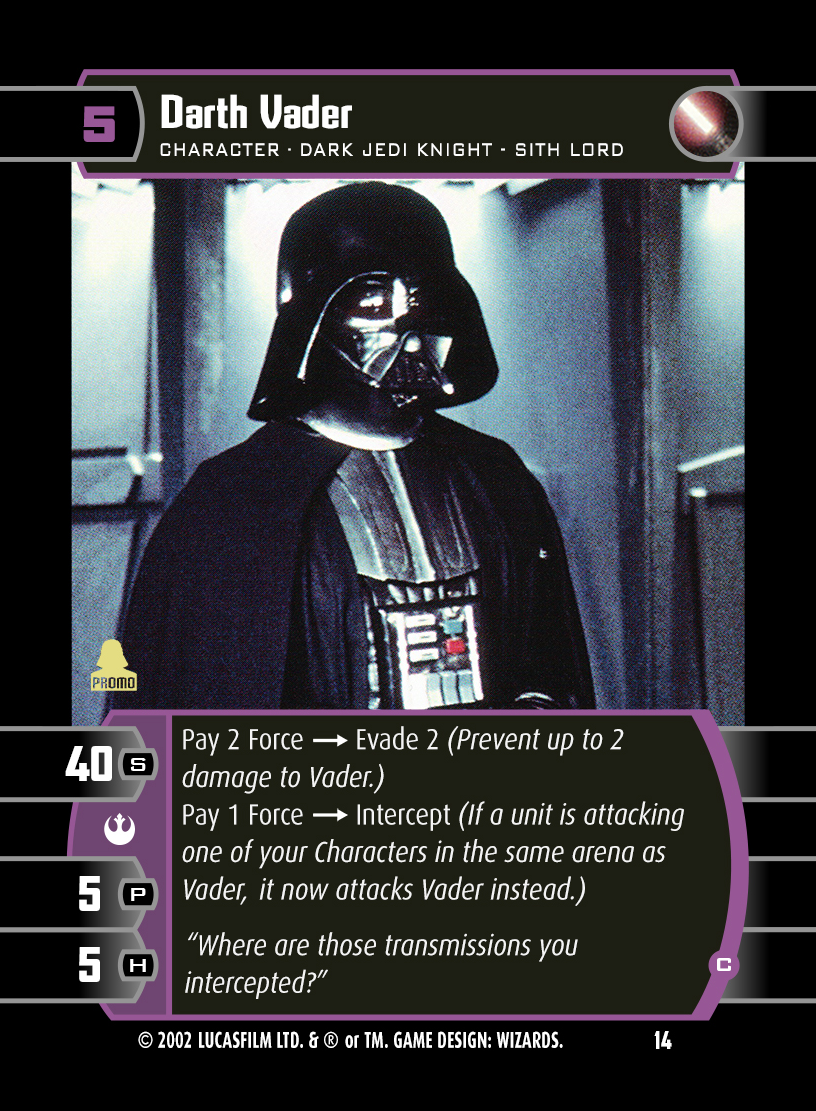 5
Darth Vader
CHARACTER · DARK JEDI KNIGHT - SITH LORD
PROMO
40 S
5 P
5 H
Pay 2 Force → Evade 2 (Prevent up to 2
damage to Vader.)
Pay 1 Force → Intercept (If a unit is attacking
one of your Characters in the same arena as
Vader, it now attacks Vader instead.)
“Where are those transmissions you
intercepted?”
C
© 2002 LUCASFILM LTD. & ® or TM. GAME DESIGN: WIZARDS.
14